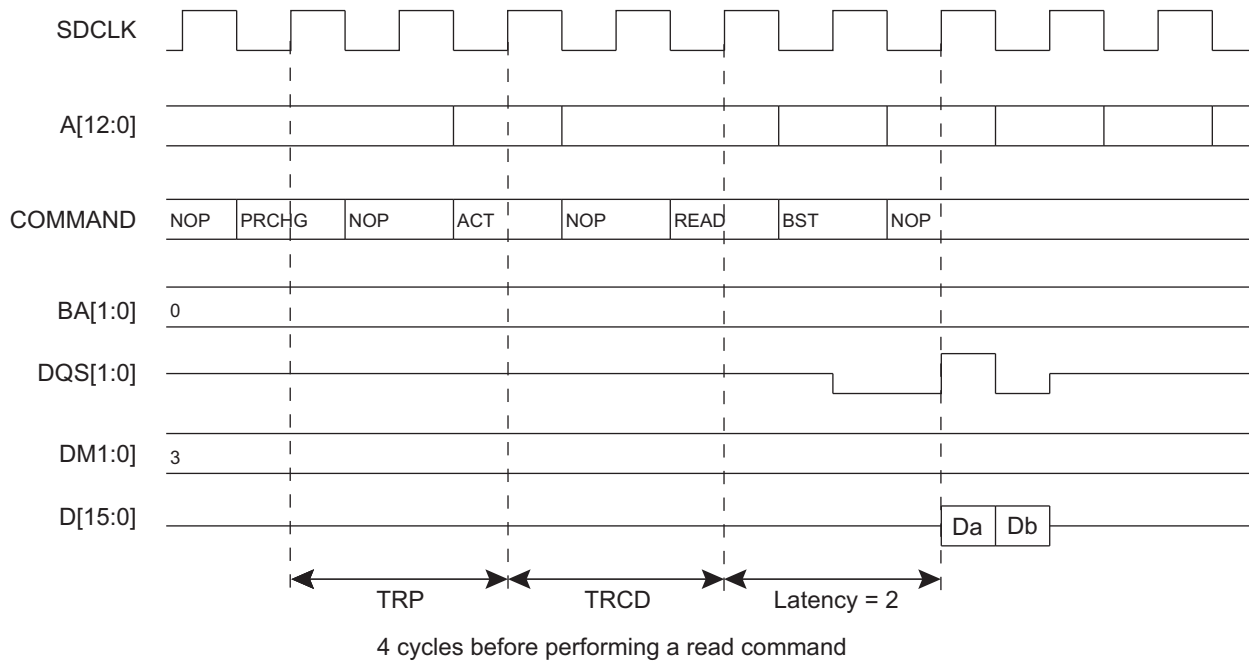 SDCLK
A[12:0]
COMMAND NOP PRCHG NOP ACT NOP READ BST NOP
BA[1:0] 0
DQS[1:0]
DM1:0] 3
D[15:0] Da Db
TRP TRCD Latency = 2
4 cycles before performing a read command